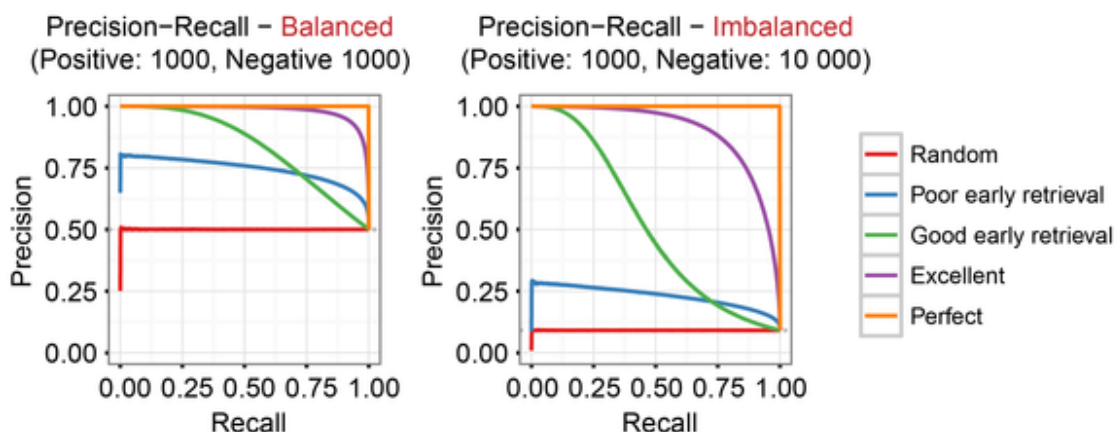 Precision−Recall − Balanced
(Positive: 1000, Negative 1000)
Precision−Recall − Imbalanced
(Positive: 1000, Negative: 10 000)
1.00
0.75
0.50
0.25
0.00
Precision
0.00 0.25 0.50 0.75 1.00
Recall
1.00
0.75
0.50
0.25
0.00
Precision
0.00 0.25 0.50 0.75 1.00
Recall
Random
Poor early retrieval
Good early retrieval
Excellent
Perfect